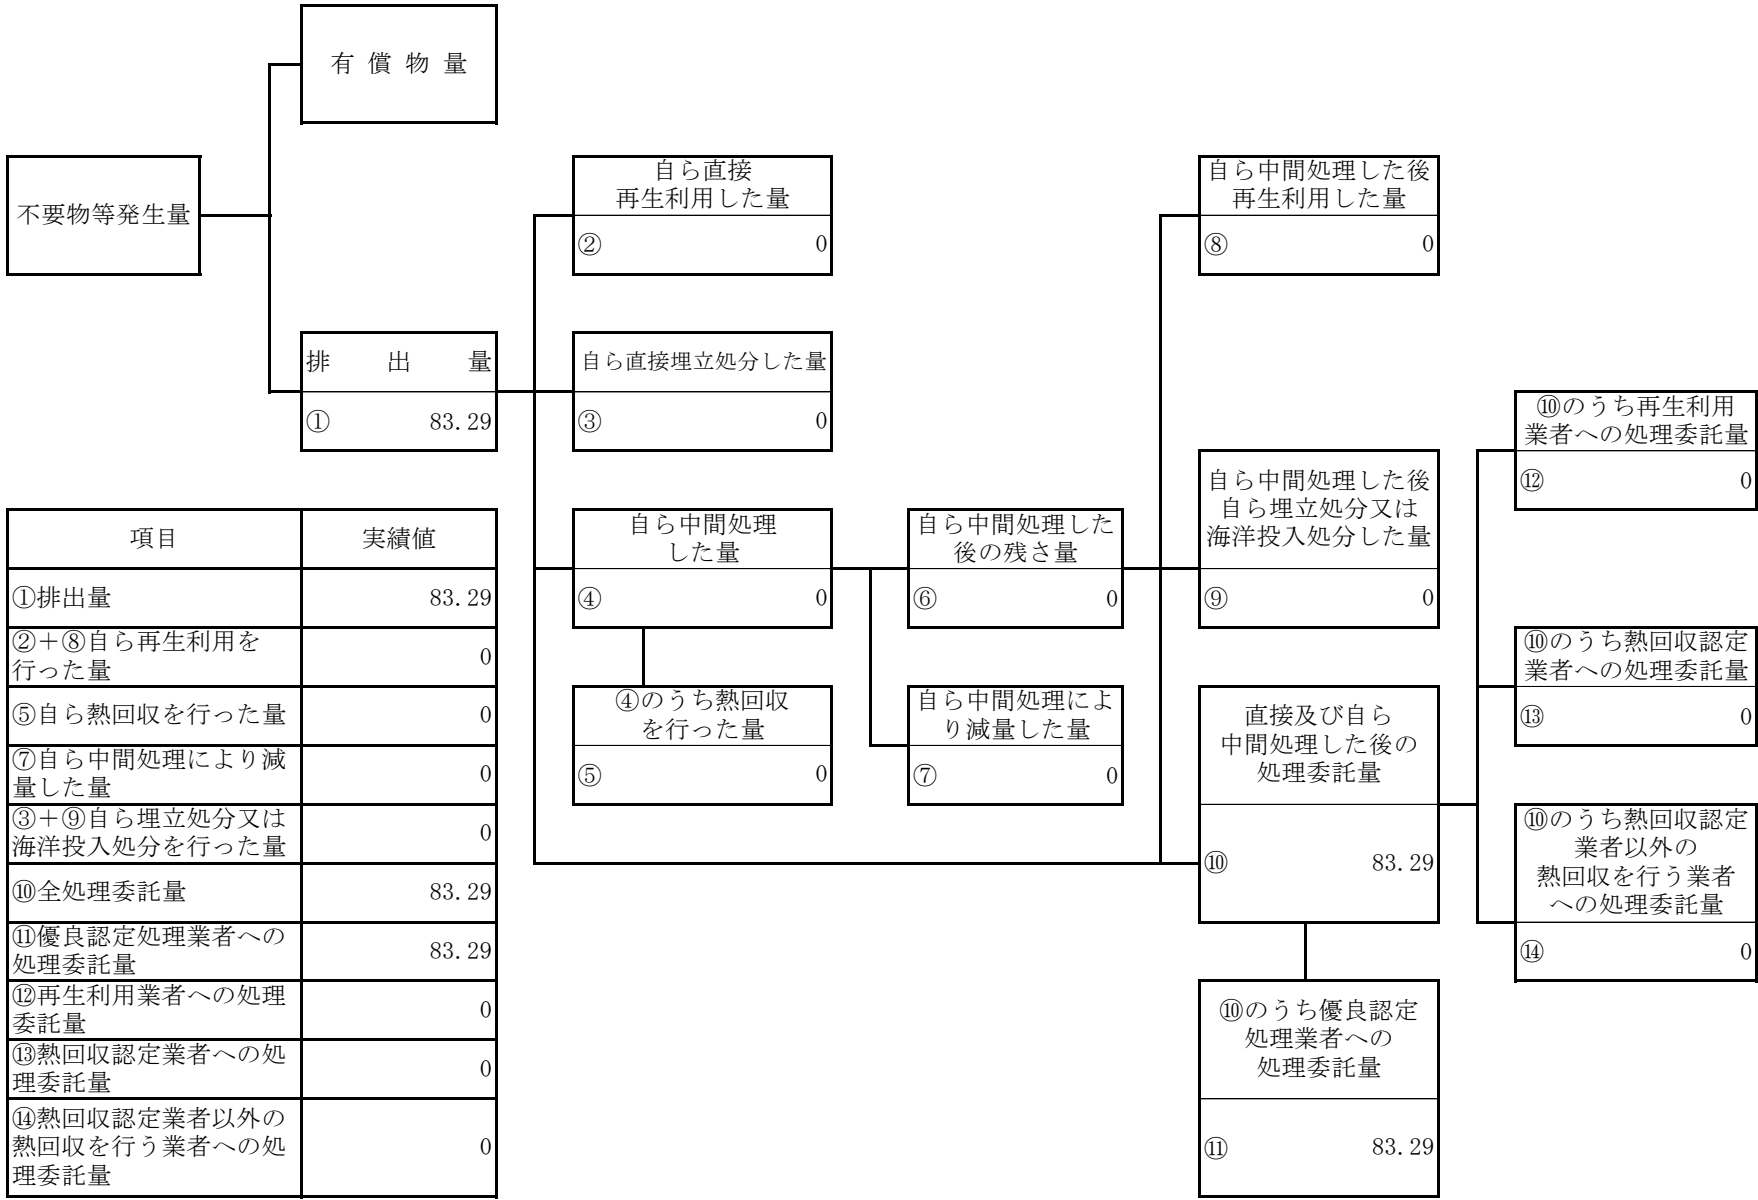 有償物量
不要物等発生量
自ら直接
再生利用した量
② 0
自ら中間処理した後
再生利用した量
⑧ 0
排出量
① 83.29
自ら直接埋立処分した量
③ 0
⑩のうち再生利用
業者への処理委託量
⑫ 0
自ら中間処理した後
自ら埋立処分又は
海洋投入処分した量
⑨ 0
自ら中間処理
した量
④ 0
自ら中間処理した
後の残さ量
⑥ 0
⑩のうち熱回収認定
業者への処理委託量
⑬ 0
④のうち熱回収
を行った量
⑤ 0
自ら中間処理によ
り減量した量
⑦ 0
直接及び自ら
中間処理した後の
処理委託量
⑩ 83.29
⑩のうち熱回収認定
業者以外の
熱回収を行う業者
への処理委託量
⑭ 0
⑩のうち優良認定
処理業者への
処理委託量
⑪ 83.29
項目 実績値
①排出量 83.29
②+⑧自ら再生利用を
行った量 0
⑤自ら熱回収を行った量 0
⑦自ら中間処理により減
量した量 0
③+⑨自ら埋立処分又は
海洋投入処分を行った量 0
⑩全処理委託量 83.29
⑪優良認定処理業者への
処理委託量 83.29
⑫再生利用業者への処理
委託量 0
⑬熱回収認定業者への処
理委託量 0
⑭熱回収認定業者以外の
熱回収を行う業者への処
理委託量 0